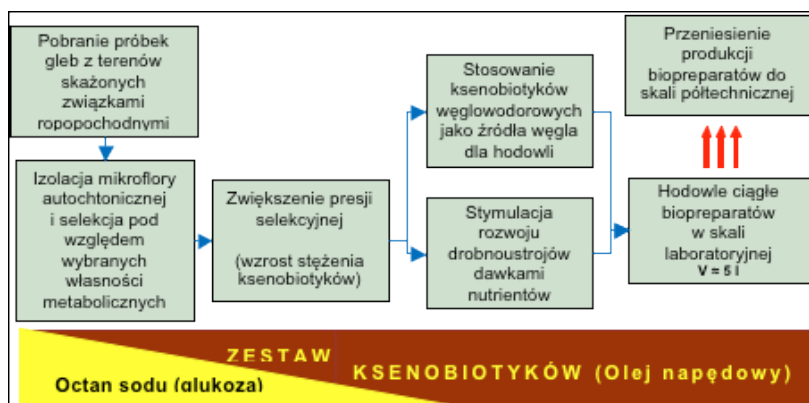 Pobranie próbek
gleb z terenów
skażonych
związkami
ropopochodnymi
Izolacja mikroflory
autochtonicznej
i selekcja pod
względem
wybranych
własności
metabolicznych
Zwiększenie presji
selekcyjnej
(wzrost stężenia
ksenobiotyków)
Stosowanie
ksenobiotyków
węglowodorowych
jako źródła węgla
dla hodowli
Stymulacja
rozwoju
drobnoustrojów
dawkami
nutrientów
Przeniesienie
produkcji
biopreparatów do
skali półtechnicznej
Hodowle ciągłe
biopreparatów
w skali
laboratoryjnej
V = 5 l
ZESTAW
KSENOBIOTYKÓW (Olej napędowy)
Octan sodu (glukoza)